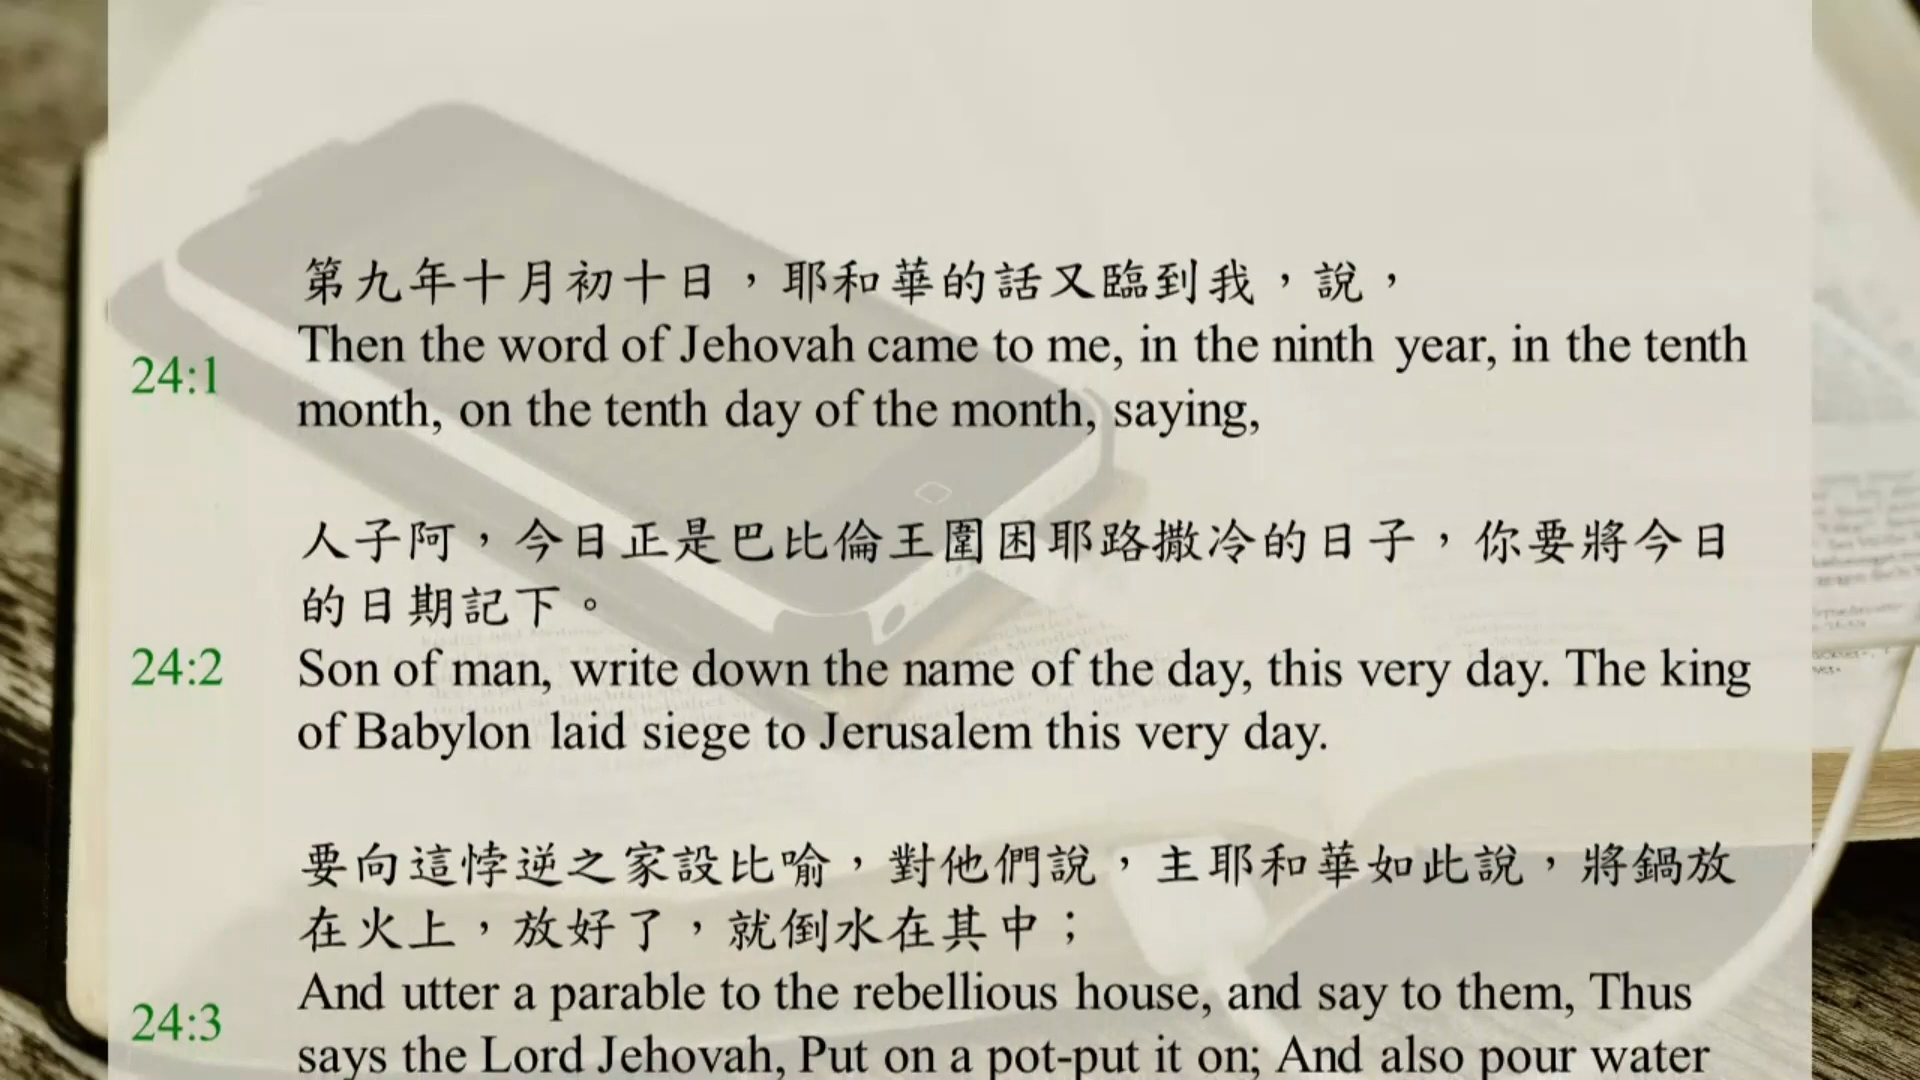 第九年十月初十日，耶和華的話又臨到我，說，
Then the word of Jehovah came to me, in the ninth year, in the tenth
24:1
month, on the tenth day of the month, saying,
人子阿，今日正是巴比倫王圍困耶路撒冷的日子，你要將今日
的日期記下。
24:2
Son of man, write down the name of the day, this very day. The king
of Babylon laid siege to Jerusalem this very day.
要向這悖逆之家設比喻，對他們說，主耶和華如此說，將鍋放
在火上，放好了，就倒水在其中；
And utter a parable to the rebellious house, and say to them, Thus
24:3
says the Lord Jehovah, Put on a pot-put it on; And also pour water